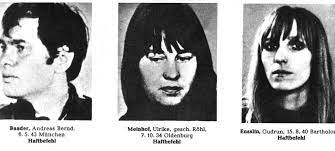 Baader, Andreas Bernd.
6. 5. 43 München
Haftbefehl
Meinhof, Ulrike, gesch. Röhl,
7. 10. 34 Oldenburg
Haftbefehl
Ensslin, Gudrun, 15. 8. 40 Bartholo
Haftbefehl